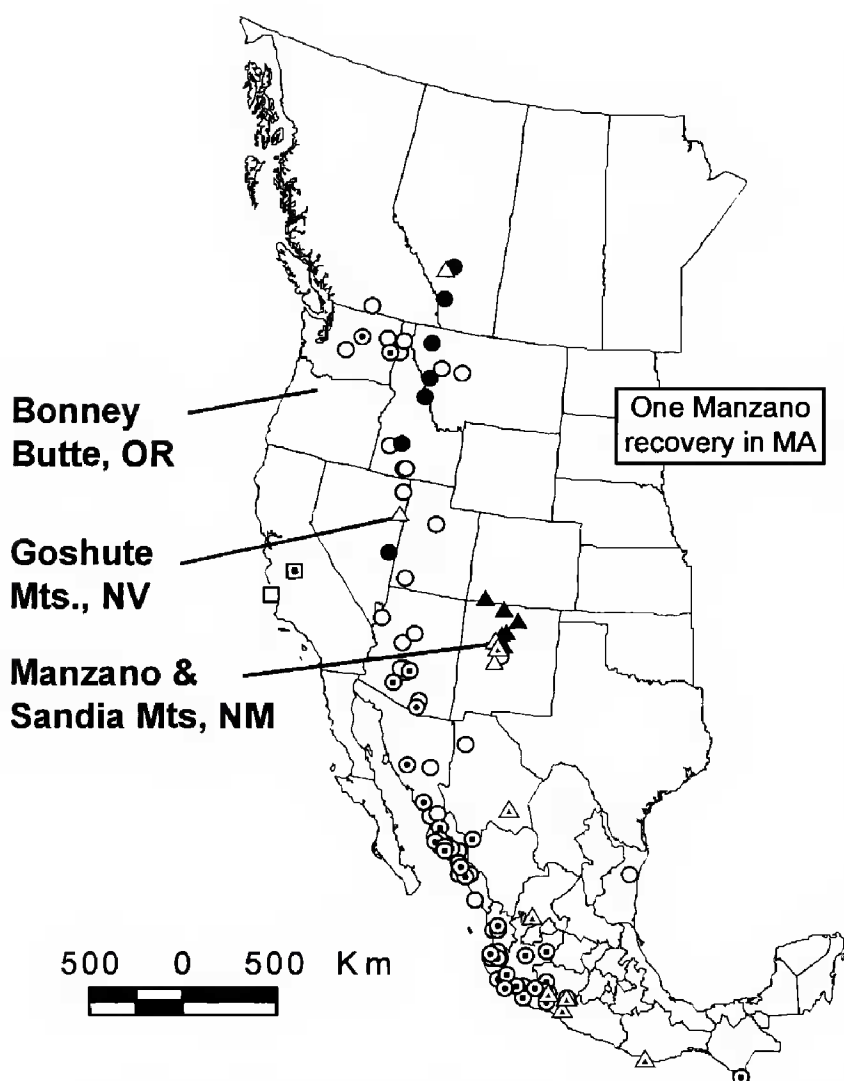 Bonney
Butte, OR
One Manzano
recovery in MA
Goshute
Mts., NV
Manzano &
Sandia Mts, NM
500 0 500 Km